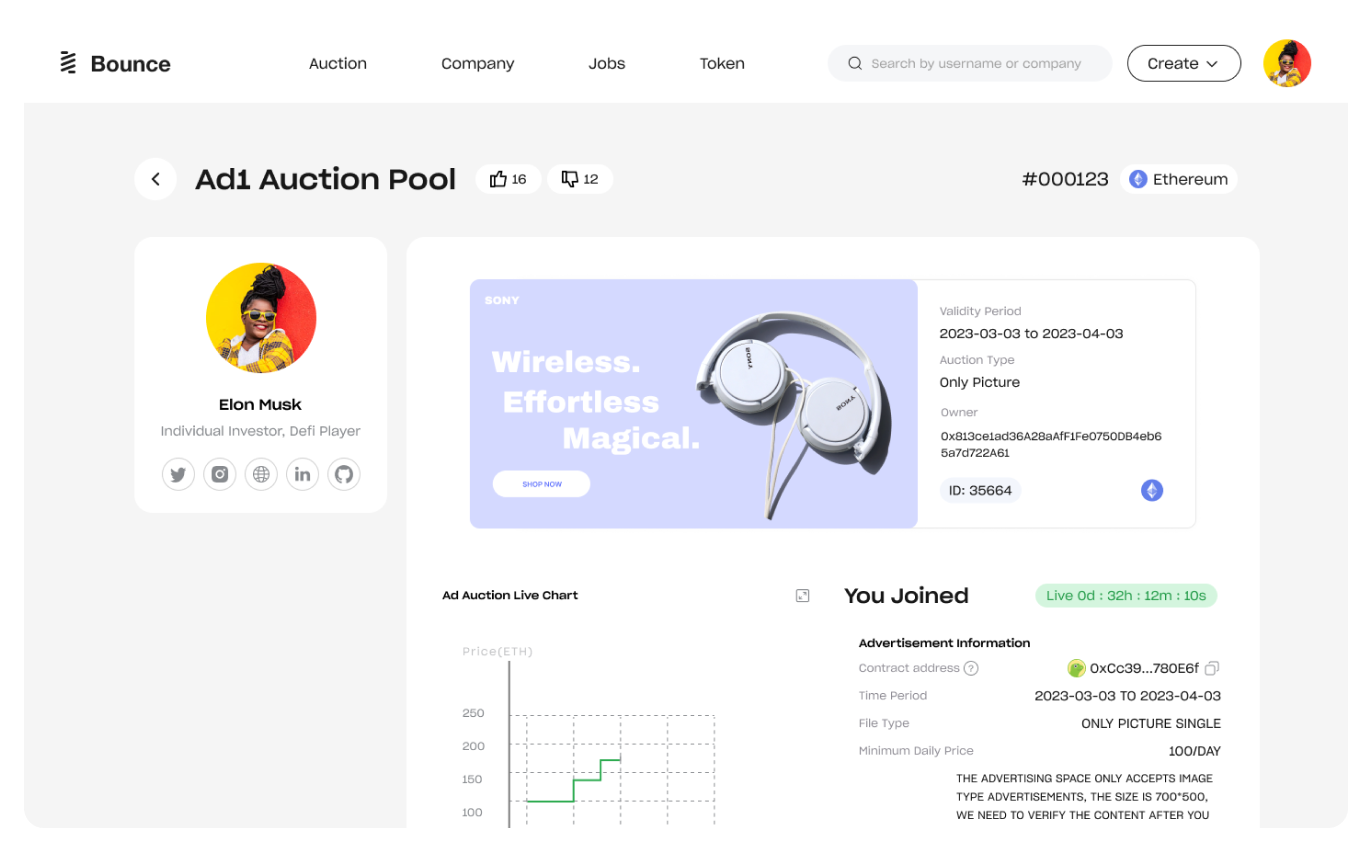 Bounce
Auction
Company
Jobs
Token
Search by username or company
Create
Ad1 Auction Pool
16
12
#000123
Ethereum
Elon Musk
Individual Investor, Defi Player
in
SONY
Wireless.
Effortless
Magical.
SHOP NOW
SONY
SONY
Validity Period
2023-03-03 to 2023-04-03
Auction Type
Only Picture
Owner
0x813ce1ad36A28aAfF1Fe0750DB4eb6
5a7d722A61
ID: 35664
Ad Auction Live Chart
Price(ETH)
250
200
150
100
You Joined
Live 0d : 32h : 12m : 10s
Advertisement Information
Contract address ?
0xCc39...780E6f
Time Period
2023-03-03 TO 2023-04-03
File Type
ONLY PICTURE SINGLE
Minimum Daily Price
100/DAY
THE ADVERTISING SPACE ONLY ACCEPTS IMAGE
TYPE ADVERTISEMENTS, THE SIZE IS 700*500,
WE NEED TO VERIFY THE CONTENT AFTER YOU